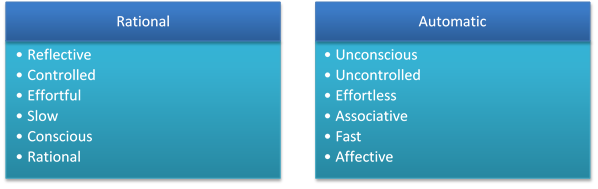 Rational
• Reflective
• Controlled
• Effortful
• Slow
• Conscious
• Rational
Automatic
• Unconscious
• Uncontrolled
• Effortless
• Associative
• Fast
• Affective